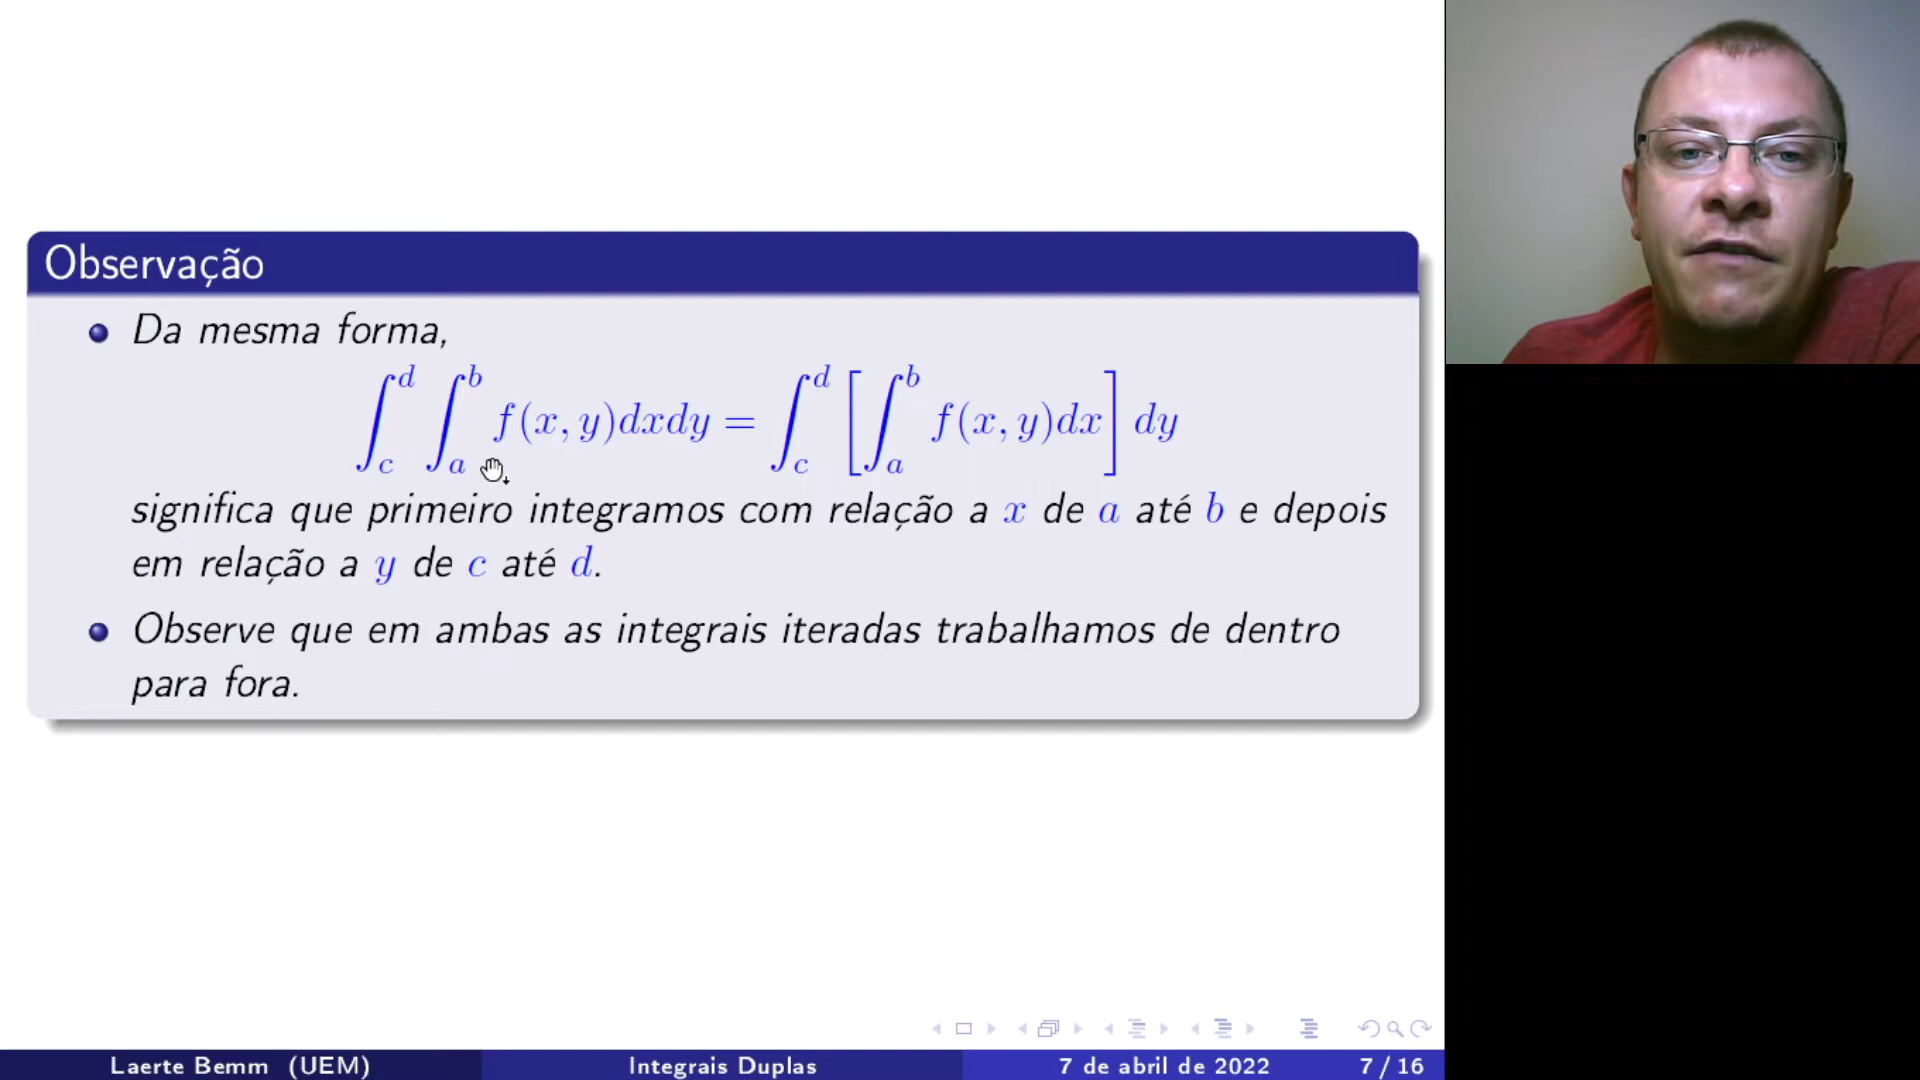 Observação
Da mesma forma,
∫_c^d ∫_a^b f(x, y)dxdy = ∫_c^d [∫_a^b f(x, y)dx] dy
significa que primeiro integramos com relação a x de a até b e depois
em relação a y de c até d.
Observe que em ambas as integrais iteradas trabalhamos de dentro
para fora.
Laerte Bemm (UEM) Integrais Duplas 7 de abril de 2022 7 / 16